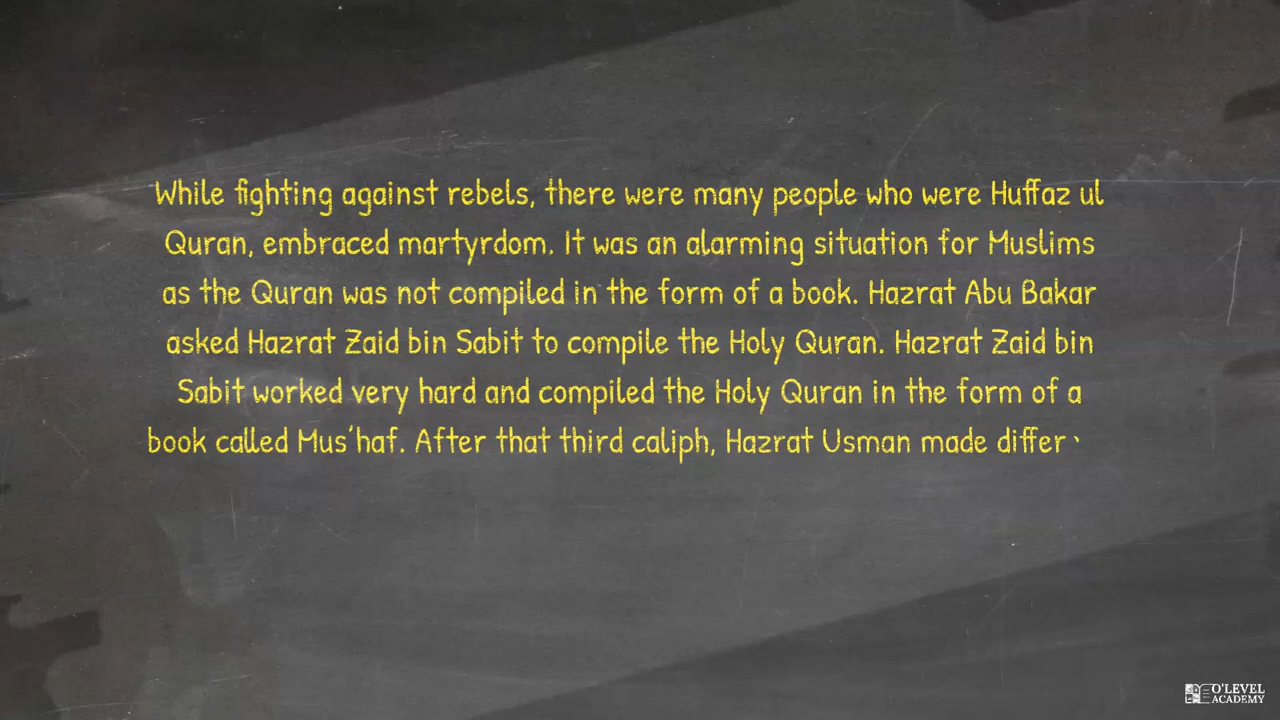 While fighting against rebels, there were many people who were Huffaz ul
Quran, embraced martyrdom. It was an alarming situation for Muslims
as the Quran was not compiled in the form of a book. Hazrat Abu Bakar
asked Hazrat Zaid bin Sabit to compile the Holy Quran. Hazrat Zaid bin
Sabit worked very hard and compiled the Holy Quran in the form of a
book called Mus'haf. After that third caliph, Hazrat Usman made differ
O'LEVEL
ACADEMY